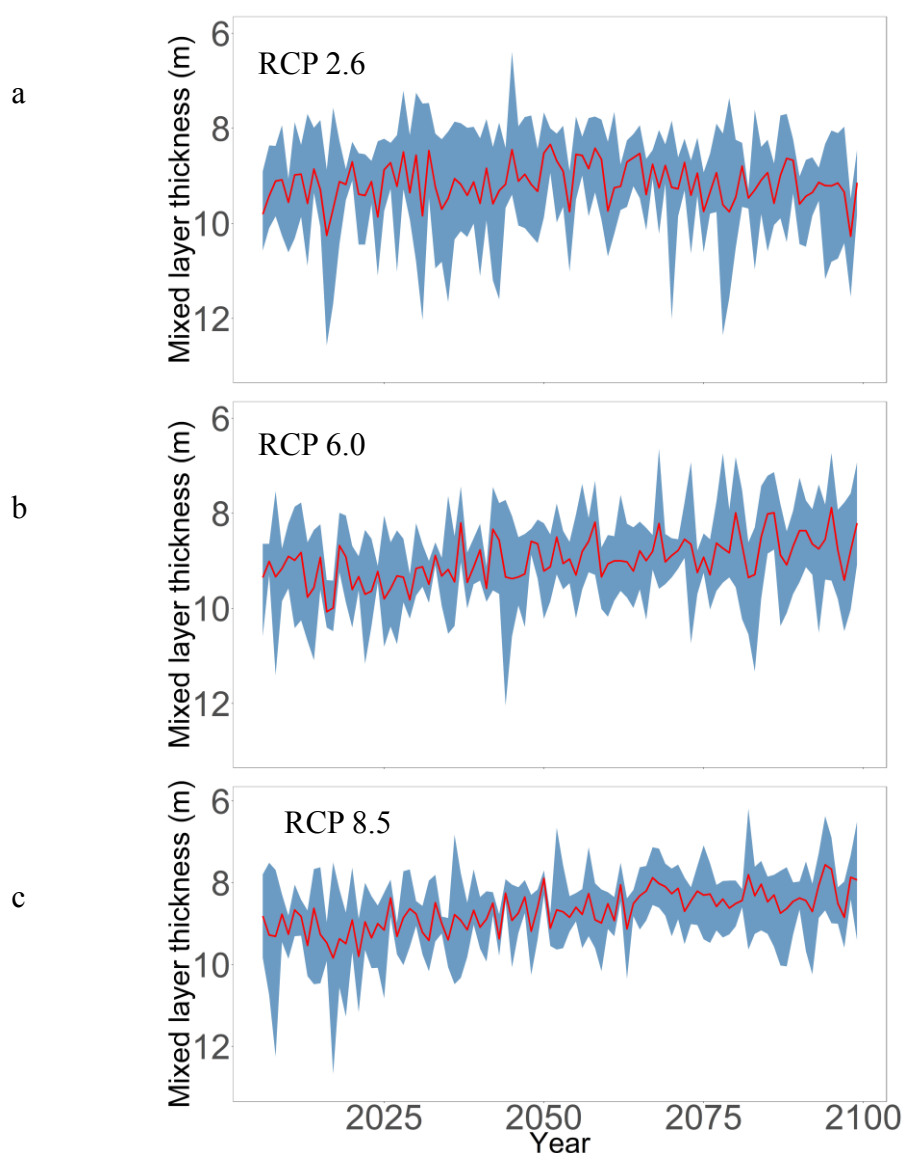 a
Mixed layer thickness (m)
6
8
10
12
RCP 2.6
b
Mixed layer thickness (m)
6
8
10
12
RCP 6.0
c
Mixed layer thickness (m)
6
8
10
12
RCP 8.5
2025 2050 2075 2100
Year